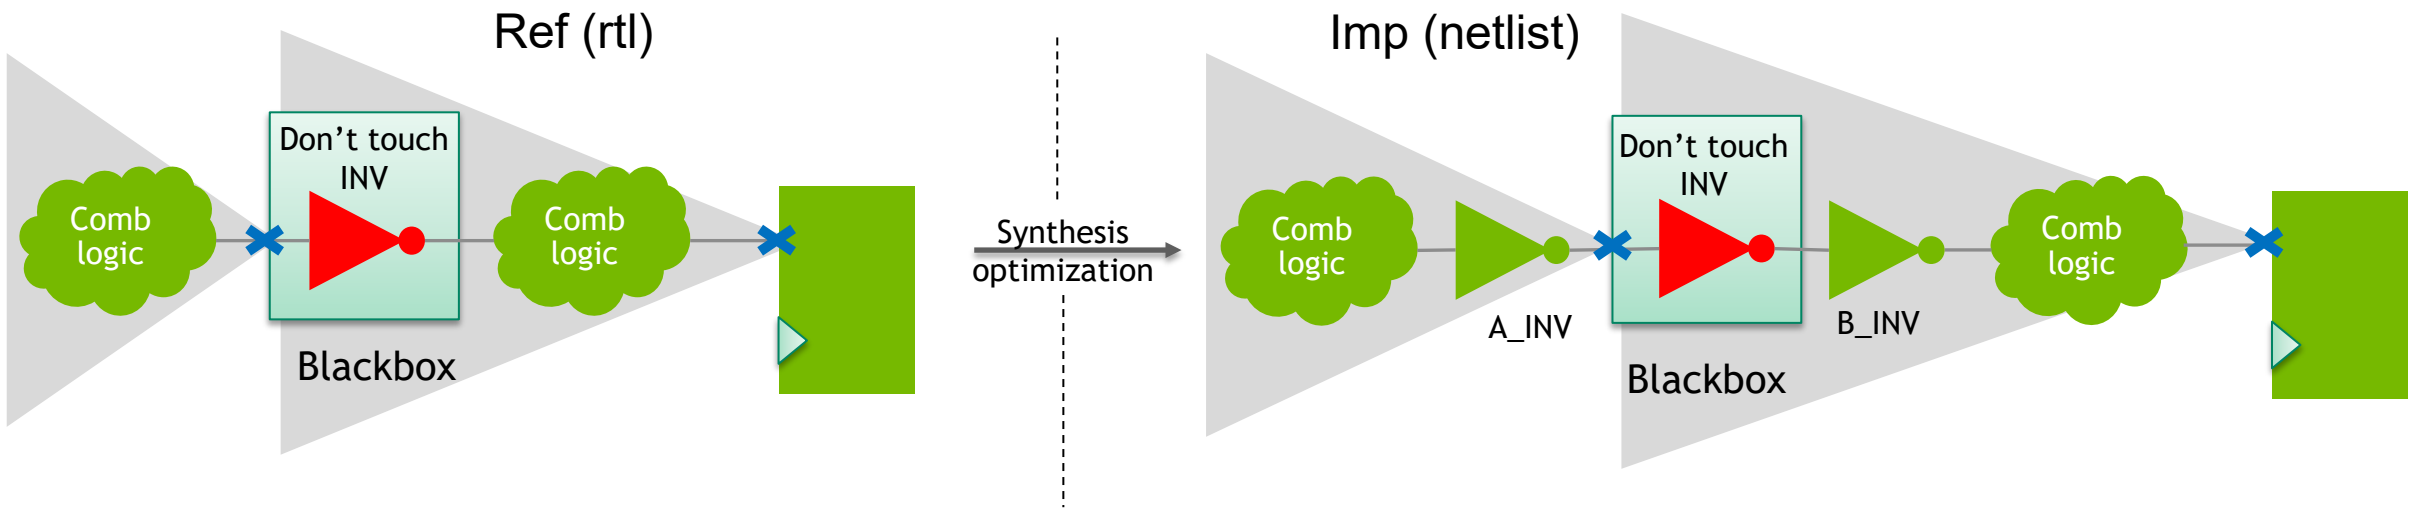 Ref (rtl)
Don’t touch
INV
Comb
logic
Comb
logic
Blackbox
Synthesis
optimization
Imp (netlist)
Don’t touch
INV
Comb
logic
A_INV
B_INV
Comb
logic
Blackbox